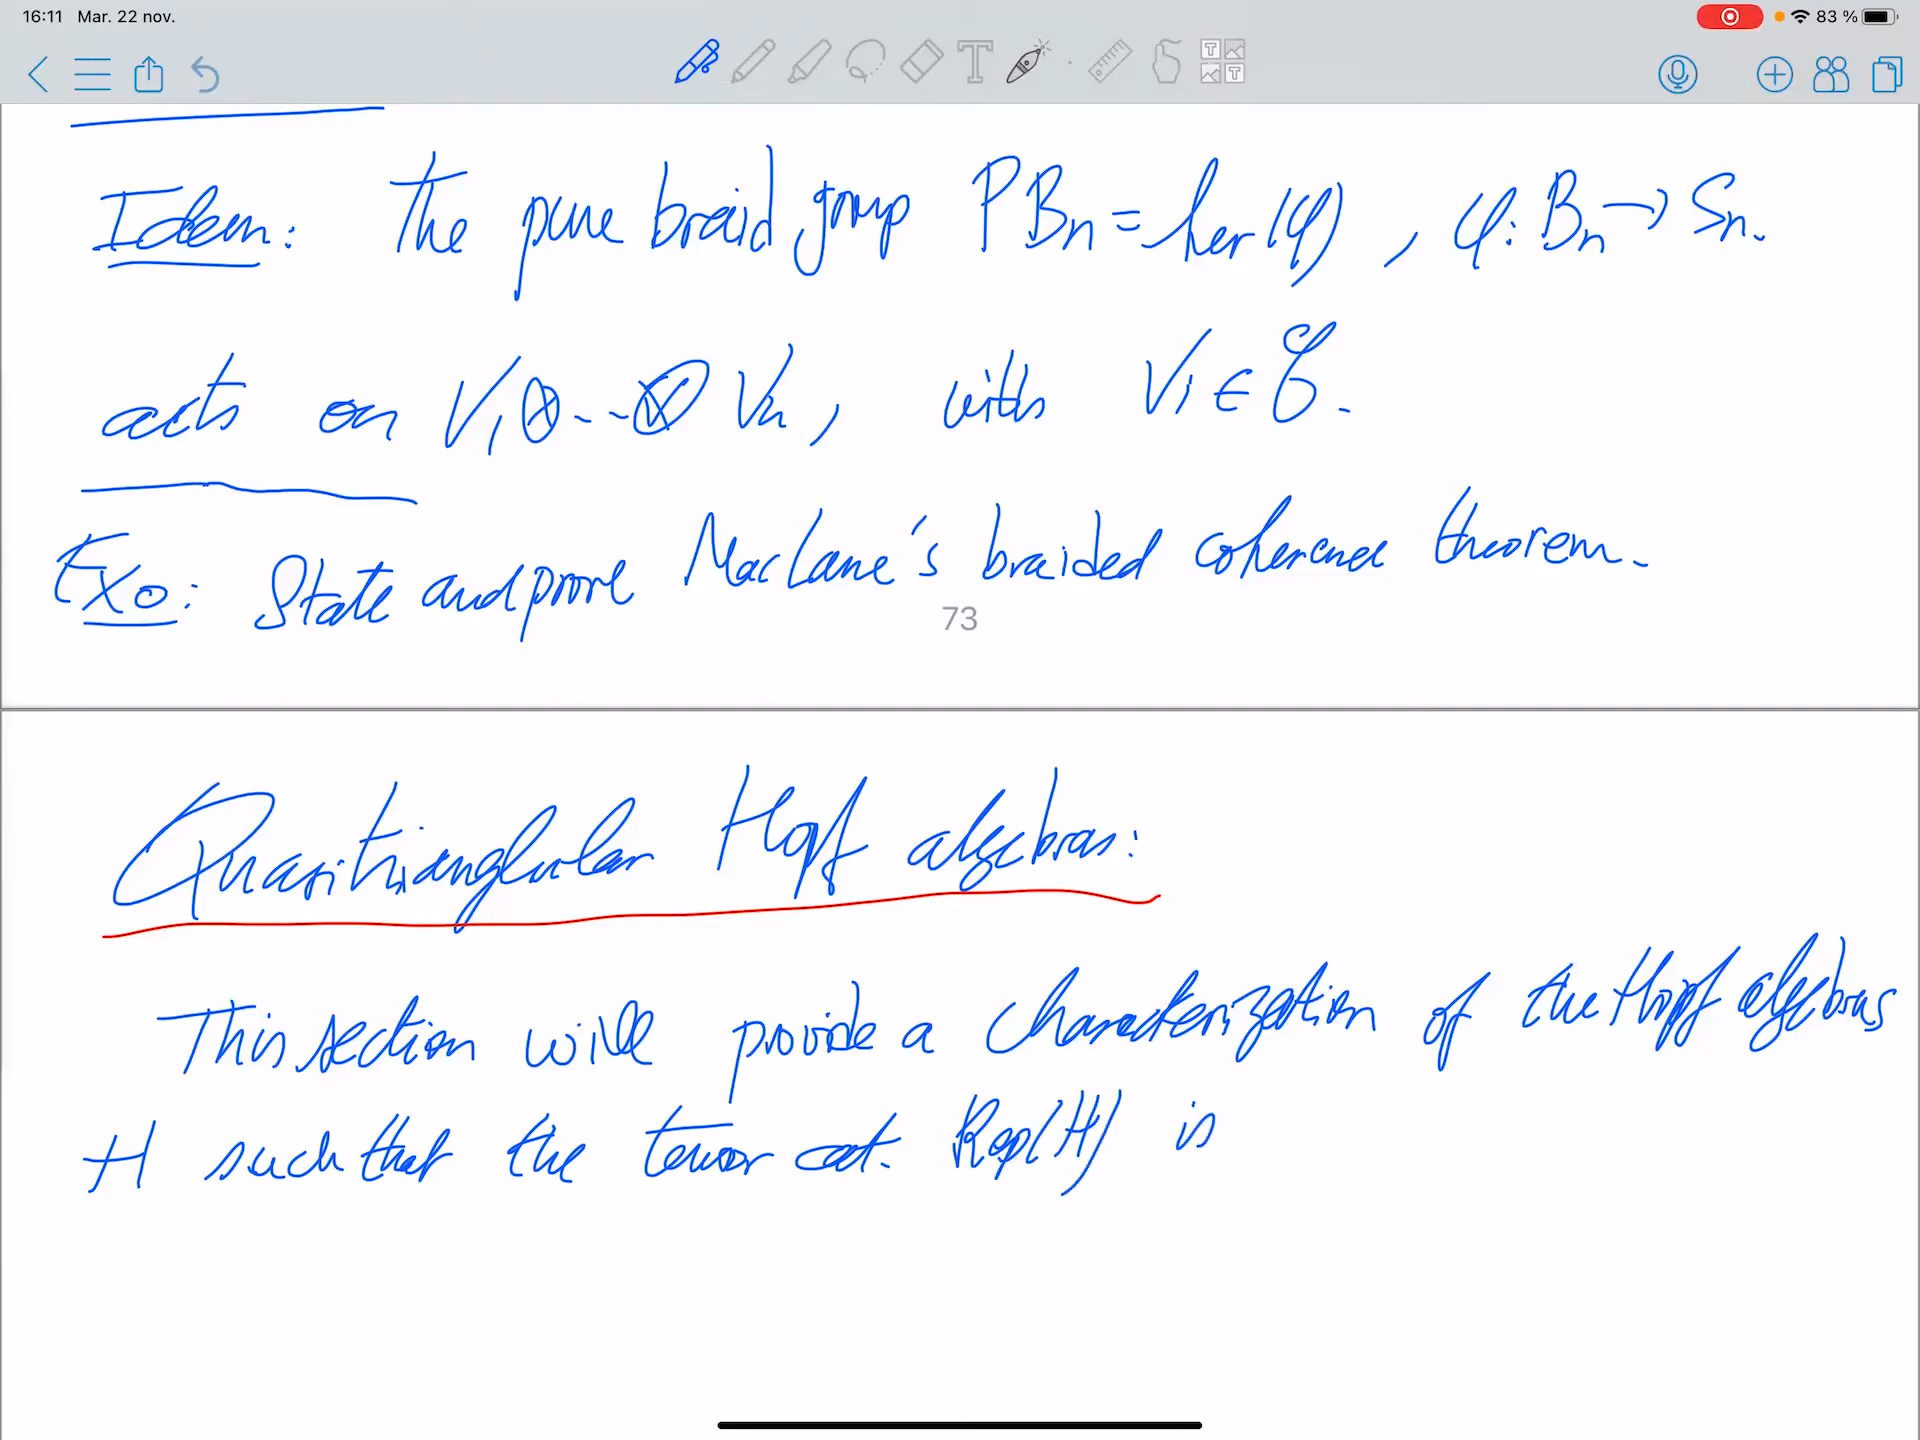 16:11 Mar. 22 nov. 83 %
Idem: The pure braid group PBn = ker(φ), φ: Bn → Sn.
acts on V1⊗--⊗Vn, with Vi ∈ 𝒞.
Exo: State and prove MacLane's braided coherence theorem.
73
Quasitrianglular Hopf algebras:
This section will provide a characterization of the Hopf algebras
H such that the tensor cat. Rep(H) is